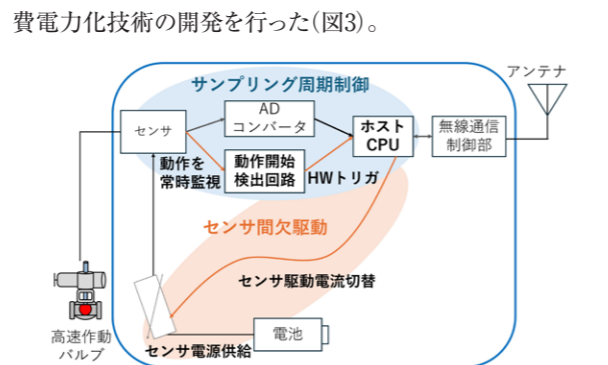 費電力化技術の開発を行った(図3)。
アンテナ
サンプリング周期制御
センサ
AD
コンバータ
ホスト
CPU
無線通信
制御部
動作を
常時監視
動作開始
検出回路
HWトリガ
センサ間欠駆動
センサ駆動電流切替
高速作動
バルブ
電池
センサ電源供給